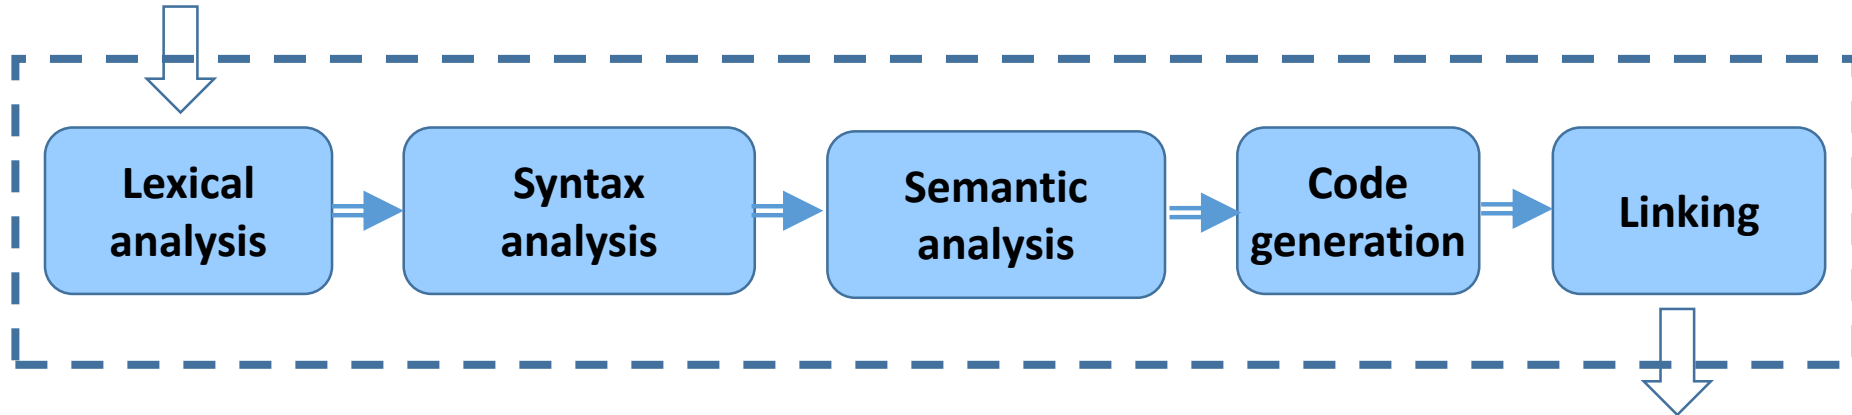 Lexical
analysis
Syntax
analysis
Semantic
analysis
Code
generation
Linking